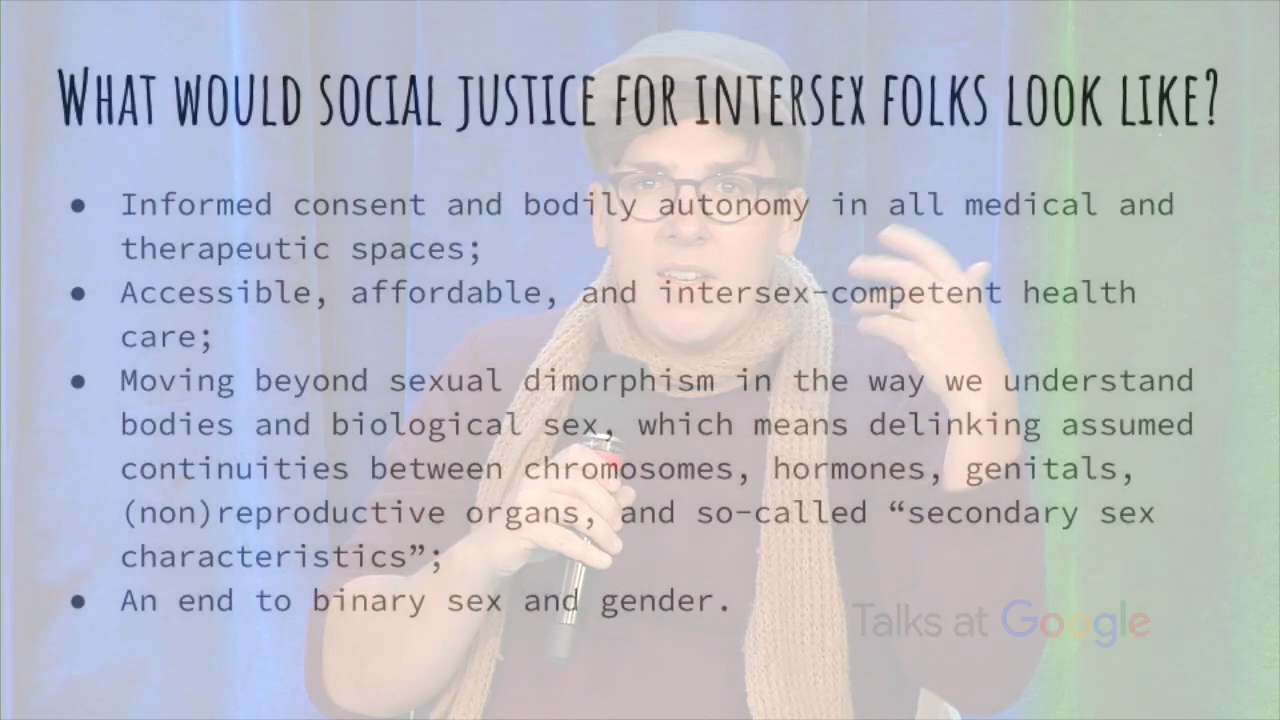 WHAT WOULD SOCIAL JUSTICE FOR INTERSEX FOLKS LOOK LIKE?
● Informed consent and bodily autonomy in all medical and
therapeutic spaces;
● Accessible, affordable, and intersex-competent health
care;
● Moving beyond sexual dimorphism in the way we understand
bodies and biological sex, which means delinking assumed
continuities between chromosomes, hormones, genitals,
(non)reproductive organs, and so-called “secondary sex
characteristics”;
● An end to binary sex and gender.
Talks at Google